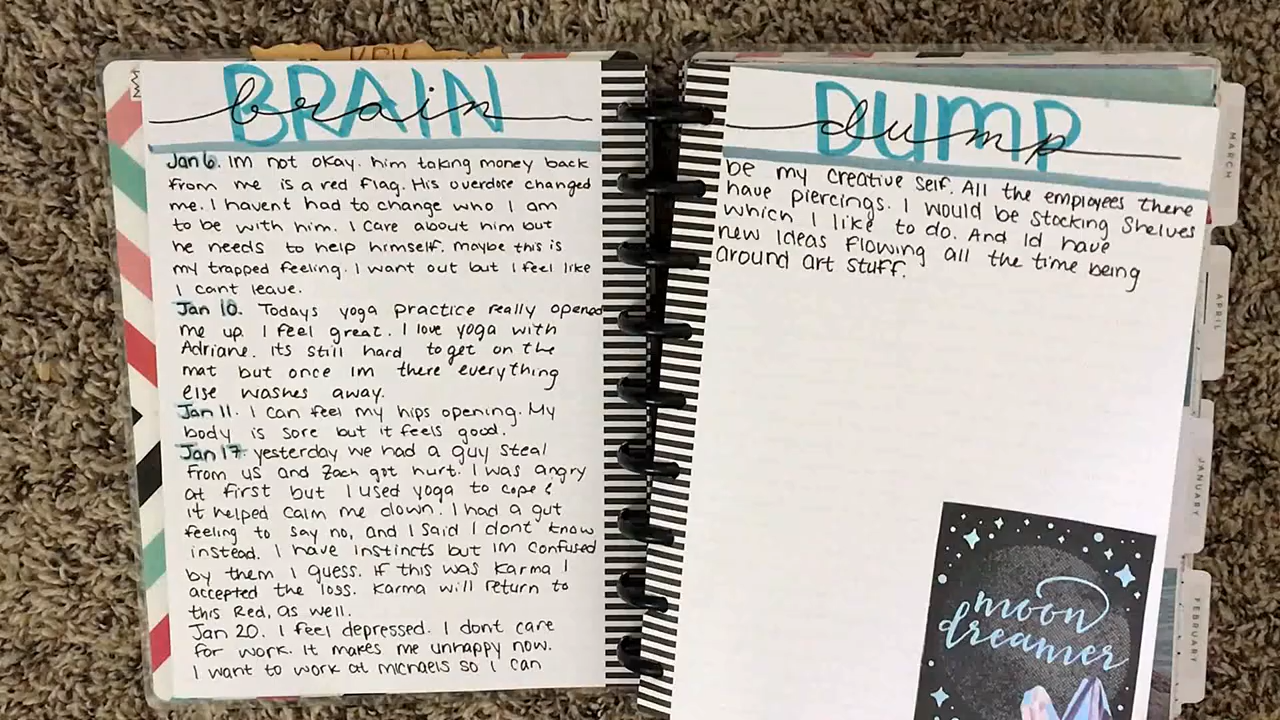 BRAIN
brain
Jan 6. Im not okay. him taking money back
from me is a red flag. His overdose changed
me. I havent had to change who I am
to be with him. I care about him but
he needs to help himself. maybe this is
my trapped feeling. I want out but I feel like
I cant leave.
Jan 10. Todays yoga practice really opened
me up. I feel great. I love yoga with
Adriane. Its still hard to get on the
mat but once im there everything
else washes away.
Jan 11. I can feel my hips opening. My
body is sore but it feels good.
Jan 17. yesterday we had a guy steal
from us and Zach got hurt. I was angry
at first but I used yoga to cope &
it helped calm me down. I had a gut
feeling to say no, and I said I dont know
instead. I have instincts but im confused
by them I guess. If this was Karma I
accepted the loss. Karma will return to
this Red, as well.
Jan 20. I feel depressed. I dont care
for work. It makes me unhappy now.
I want to work at michaels so I can
DUMP
dump
be my creative self. All the employees there
have piercings. I would be stocking shelves
which I like to do. And Id have
new ideas flowing all the time being
around art stuff.
moon
dreamer
MARCH
APRIL
JANUARY
FEBRUARY